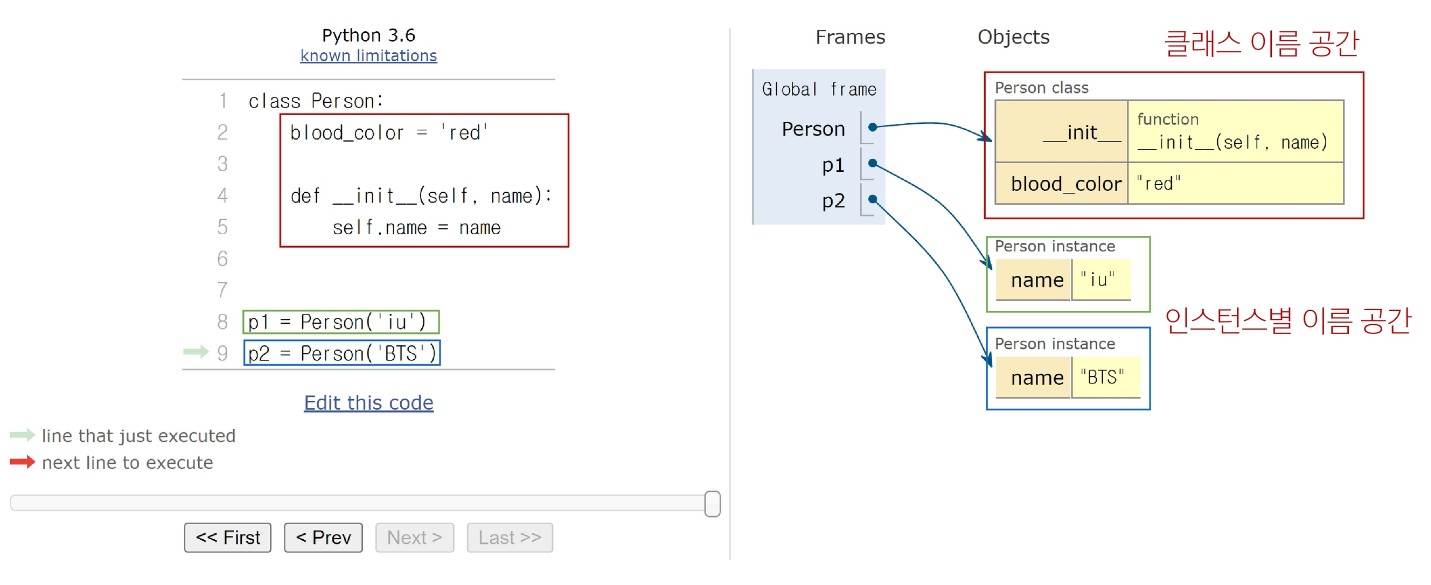 Python 3.6
known limitations
1 class Person:
2 blood_color = 'red'
3
4 def __init__(self, name):
5 self.name = name
6
7
8 p1 = Person('iu')
9 p2 = Person('BTS')
Edit this code
line that just executed
next line to execute
<< First < Prev Next > Last >>
Frames Objects
클래스 이름 공간
Global frame
Person
p1
p2
Person class
__init__ function
__init__(self, name)
blood_color "red"
Person instance
name "iu"
인스턴스별 이름 공간
Person instance
name "BTS"